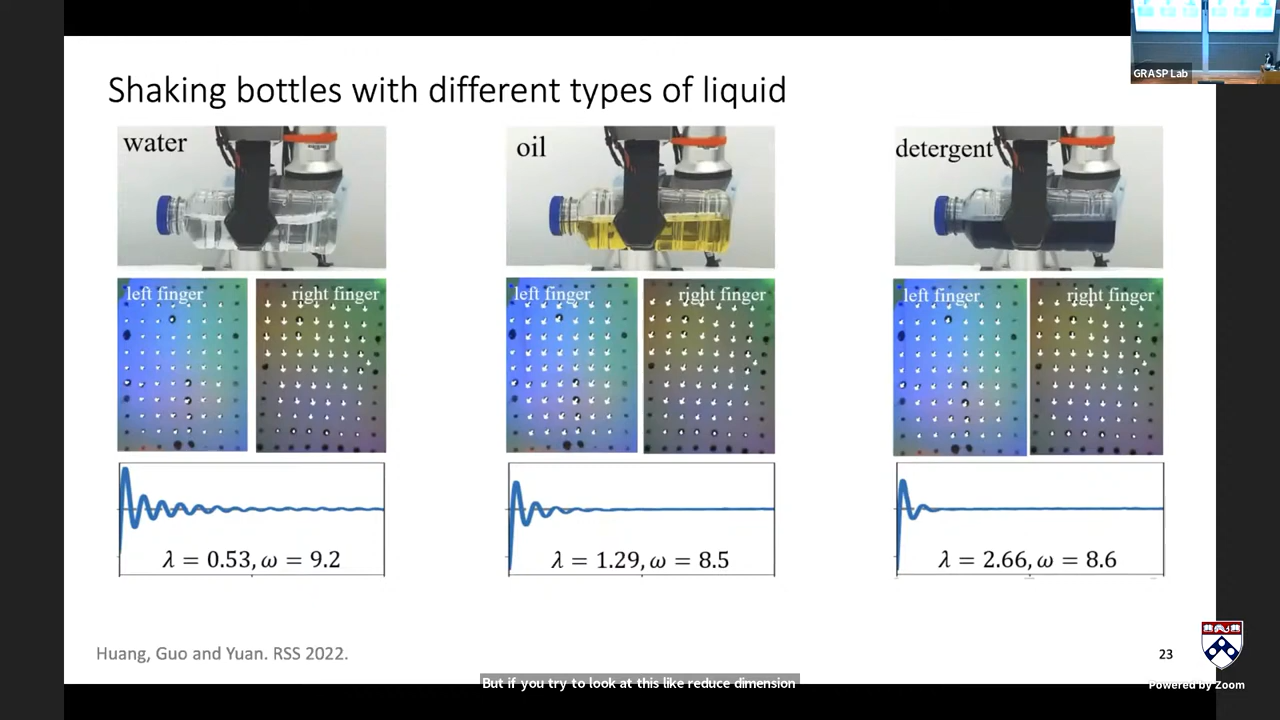 GRASP Lab
Shaking bottles with different types of liquid
water
oil
detergent
left finger
right finger
left finger
right finger
left finger
right finger
λ = 0.53, ω = 9.2
λ = 1.29, ω = 8.5
λ = 2.66, ω = 8.6
Huang, Guo and Yuan. RSS 2022.
23
But if you try to look at this like reduce dimension
Powered by Zoom